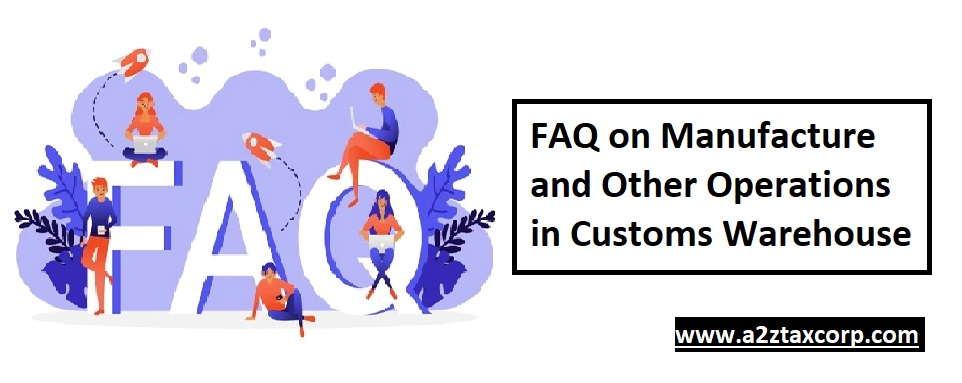 FAQ
FAQ on Manufacture
and Other Operations
in Customs Warehouse
www.a2ztaxcorp.com